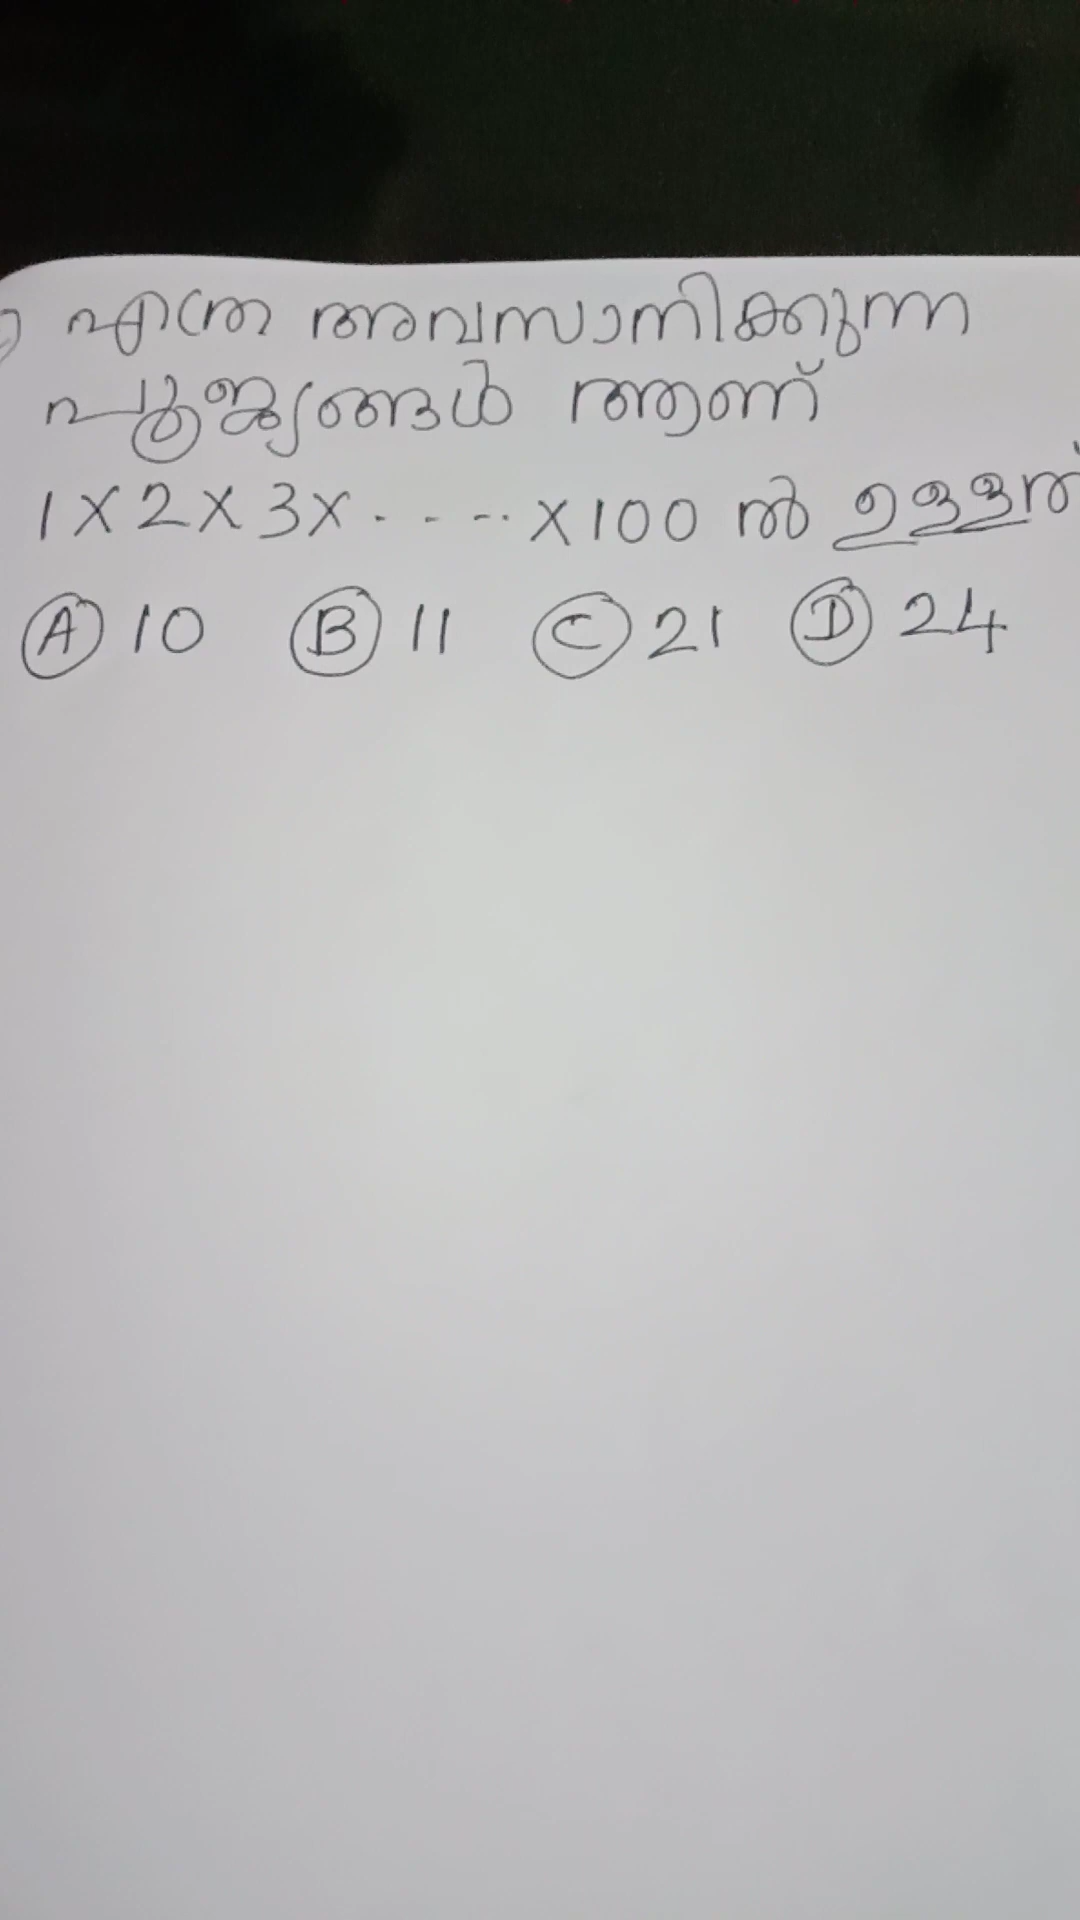 എത്ര അവസാനിക്കുന്ന
പൂജ്യങ്ങൾ ആണ്
1 X 2 X 3 X - - - - - X 100 ൽ ഉള്ളത്
Ⓐ 10 Ⓑ 11 Ⓒ 21 Ⓓ 24